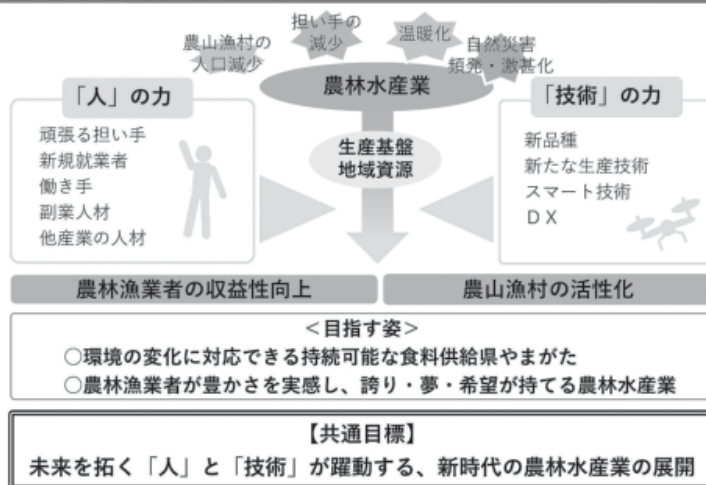 農山漁村の
人口減少
担い手の
減少
温暖化
自然災害
頻発・激甚化
農林水産業
「人」の力
頑張る担い手
新規就業者
働き手
副業人材
他産業の人材
生産基盤
地域資源
「技術」の力
新品種
新たな生産技術
スマート技術
DX
農林漁業者の収益性向上
農山漁村の活性化
＜目指す姿＞
○環境の変化に対応できる持続可能な食料供給県やまがた
○農林漁業者が豊かさを実感し、誇り・夢・希望が持てる農林水産業
【共通目標】
未来を拓く「人」と「技術」が躍動する、新時代の農林水産業の展開